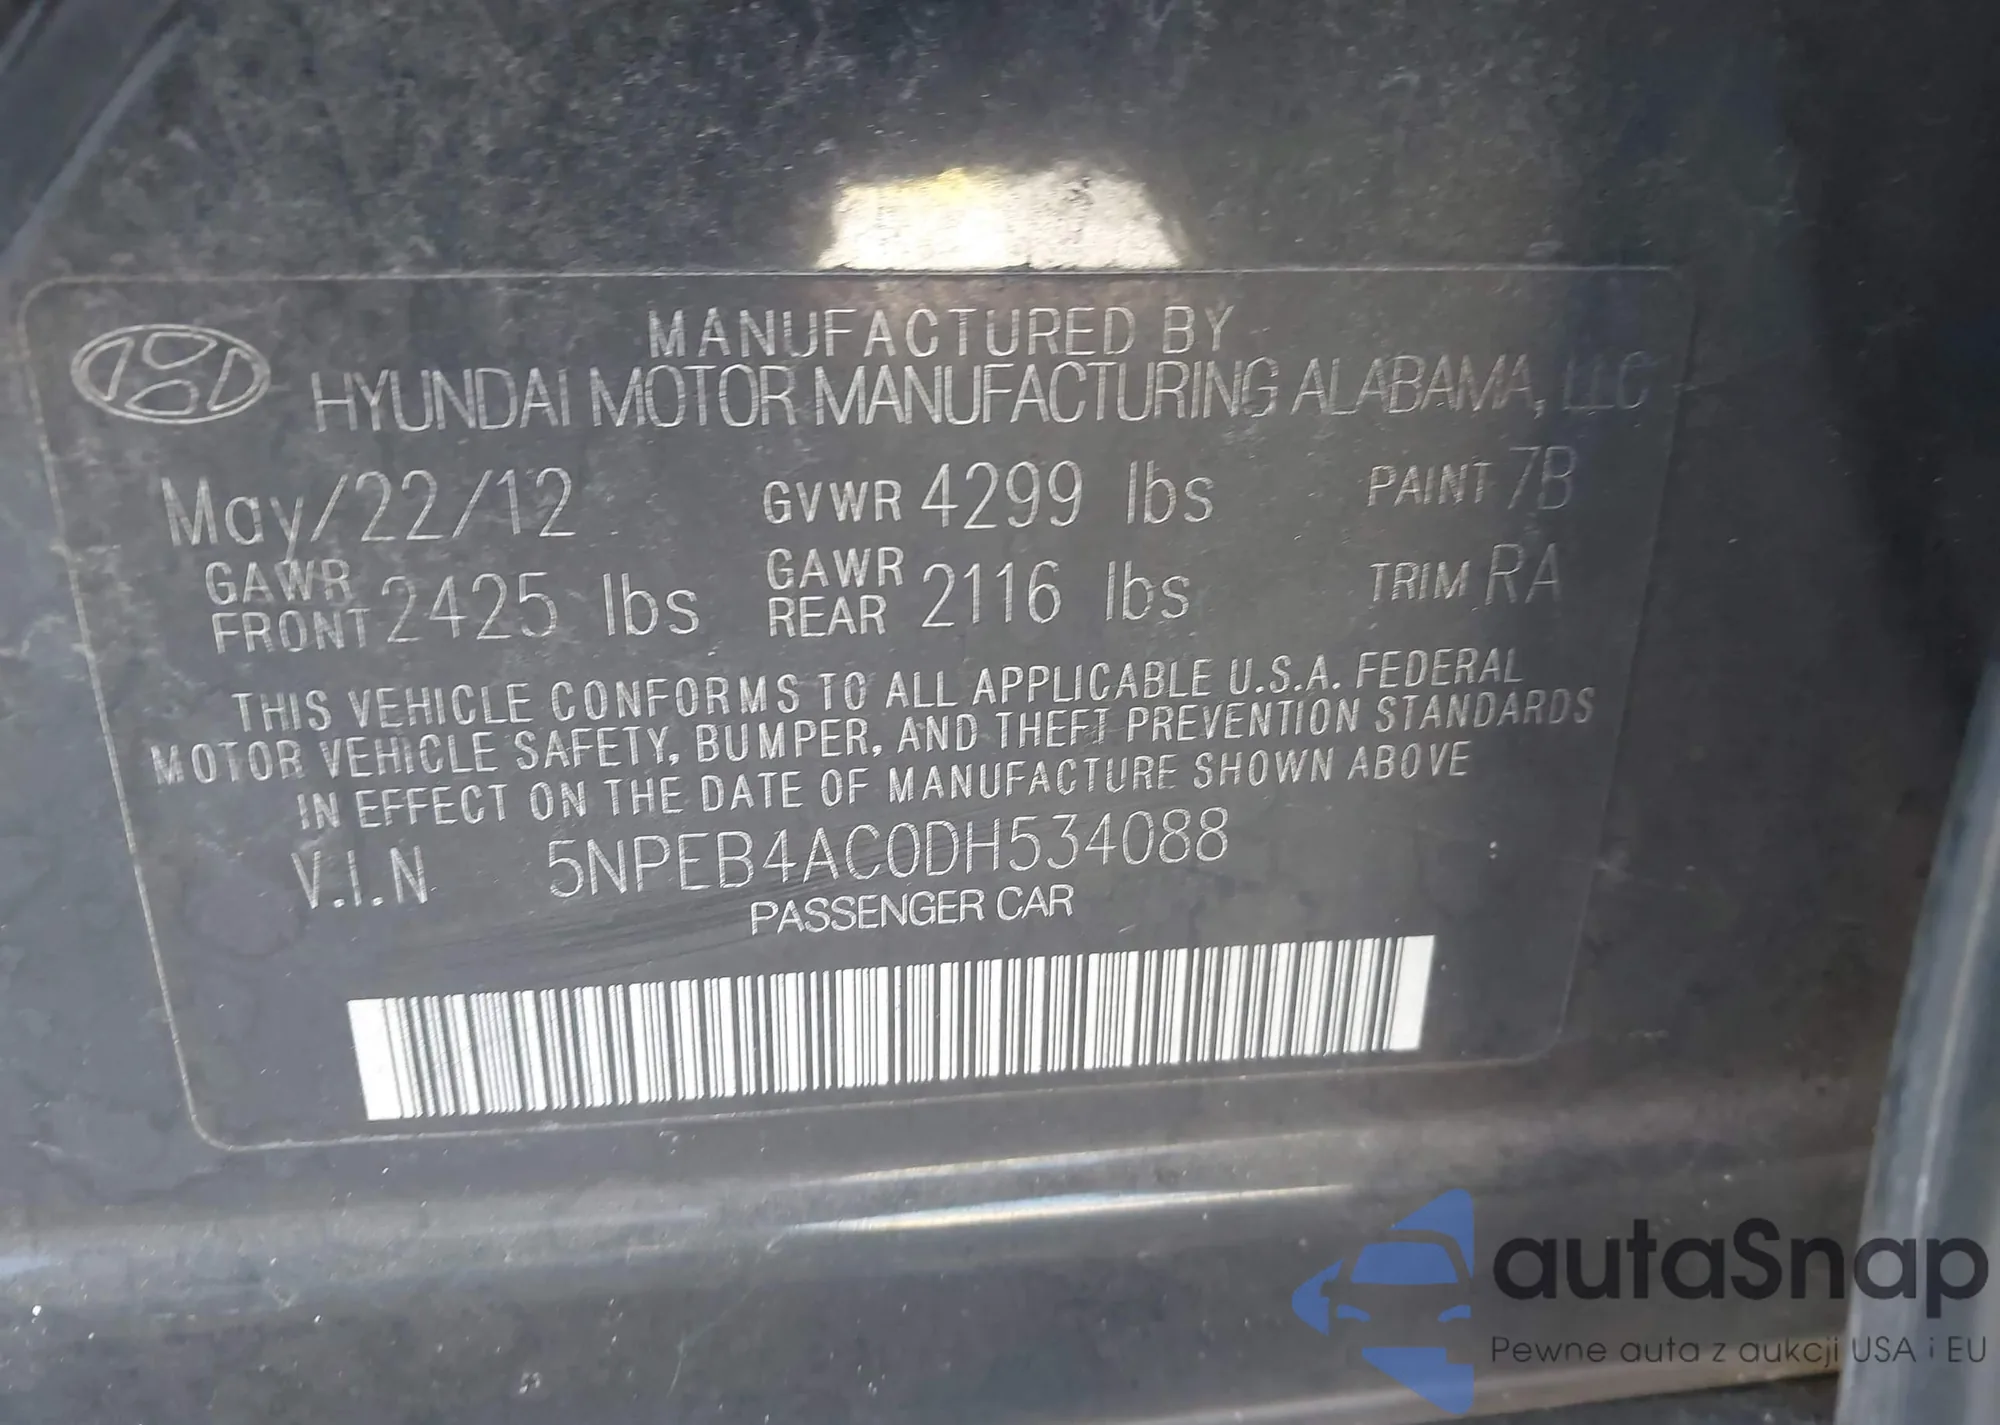 MANUFACTURED BY
HYUNDAI MOTOR MANUFACTURING ALABAMA, LLC
May/22/12 GVWR 4299 lbs PAINT 7B
GAWR FRONT 2425 lbs GAWR REAR 2116 lbs TRIM RA
THIS VEHICLE CONFORMS TO ALL APPLICABLE U.S.A. FEDERAL
MOTOR VEHICLE SAFETY, BUMPER, AND THEFT PREVENTION STANDARDS
IN EFFECT ON THE DATE OF MANUFACTURE SHOWN ABOVE
V.I.N 5NPEB4AC0DH534088
PASSENGER CAR
autaSnap
Pewne auta z aukcji USA i EU